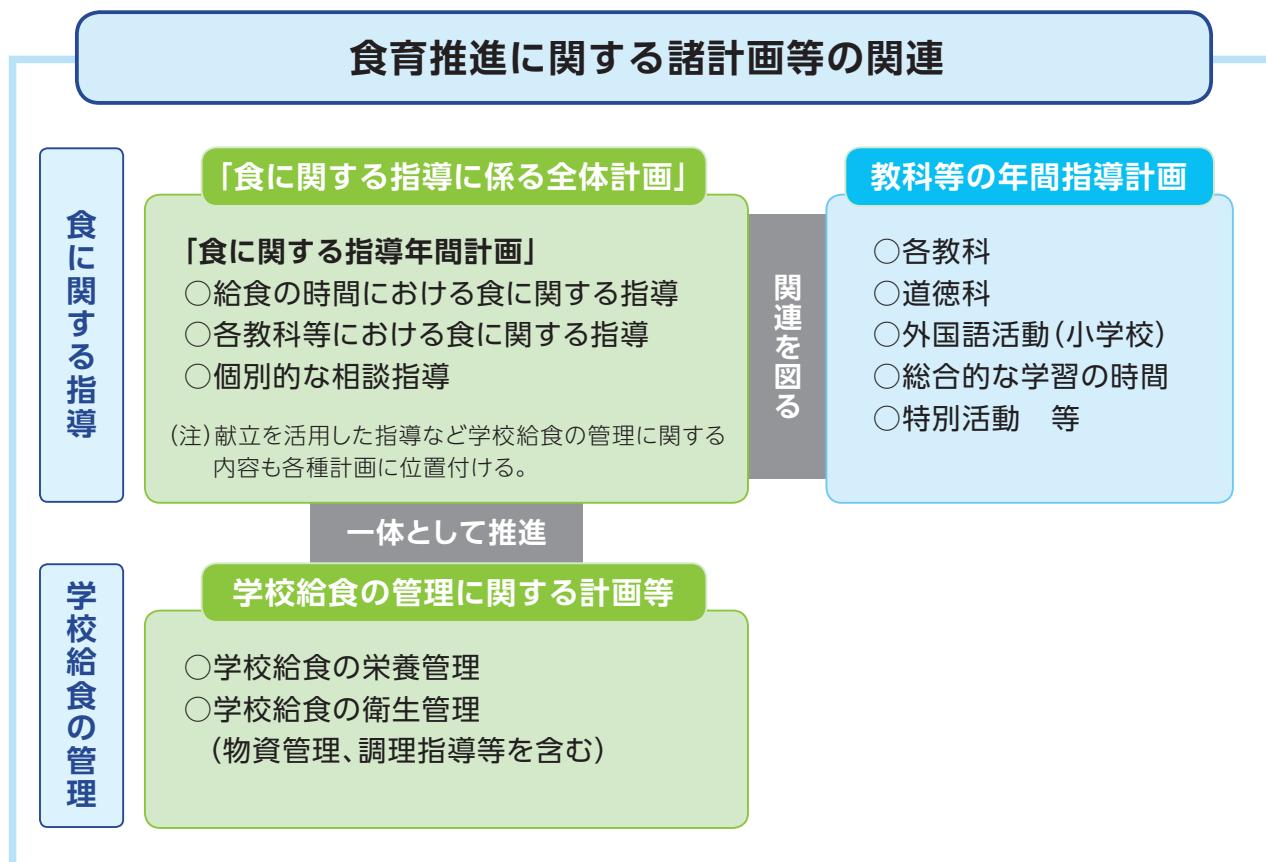 食育推進に関する諸計画等の関連
食に関する指導
「食に関する指導に係る全体計画」
「食に関する指導年間計画」
○給食の時間における食に関する指導
○各教科等における食に関する指導
○個別的な相談指導
(注)献立を活用した指導など学校給食の管理に関する
内容も各種計画に位置付ける。
関連を図る
教科等の年間指導計画
○各教科
○道徳科
○外国語活動(小学校)
○総合的な学習の時間
○特別活動　等
一体として推進
学校給食の管理
学校給食の管理に関する計画等
○学校給食の栄養管理
○学校給食の衛生管理
(物資管理、調理指導等を含む)